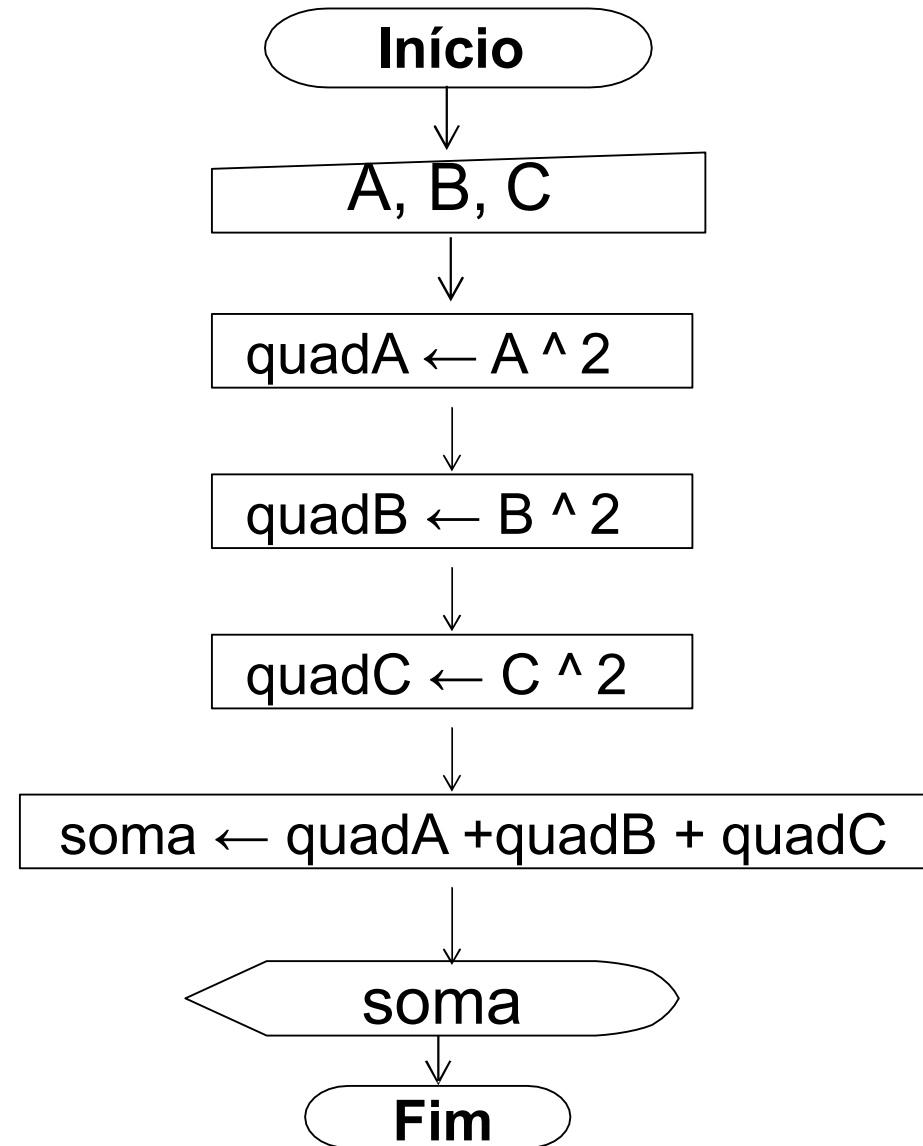 Início
A, B, C
quadA ← A ^ 2
quadB ← B ^ 2
quadC ← C ^ 2
soma ← quadA +quadB + quadC
soma
Fim